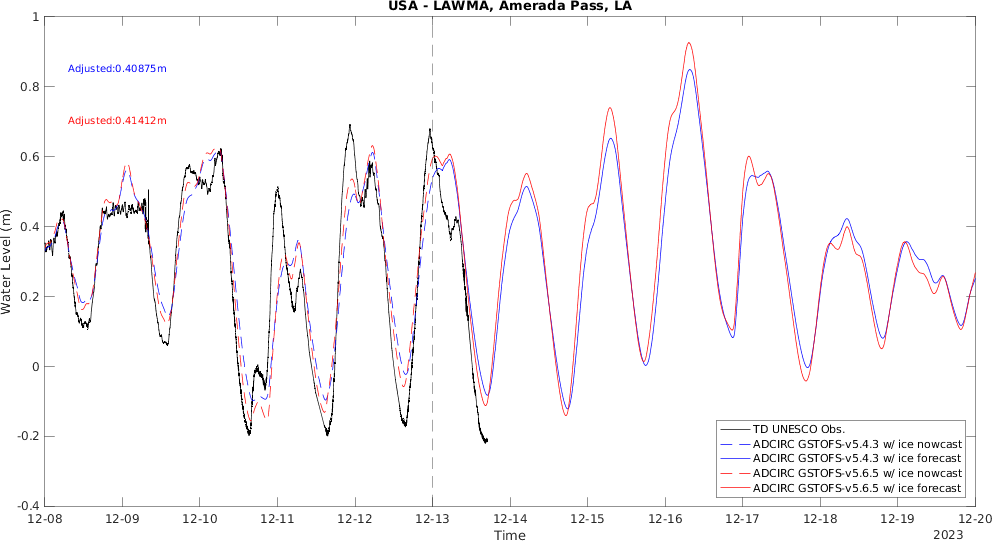 USA - LAWMA, Amerada Pass, LA
1
0.8
0.6
0.4
0.2
0
-0.2
-0.4
Water Level (m)
Adjusted:0.40875m
Adjusted:0.41412m
TD UNESCO Obs.
ADCIRC GSTOFS-v5.4.3 w/ ice nowcast
ADCIRC GSTOFS-v5.4.3 w/ ice forecast
ADCIRC GSTOFS-v5.6.5 w/ ice nowcast
ADCIRC GSTOFS-v5.6.5 w/ ice forecast
12-08 12-09 12-10 12-11 12-12 12-13 12-14 12-15 12-16 12-17 12-18 12-19 12-20
Time
2023